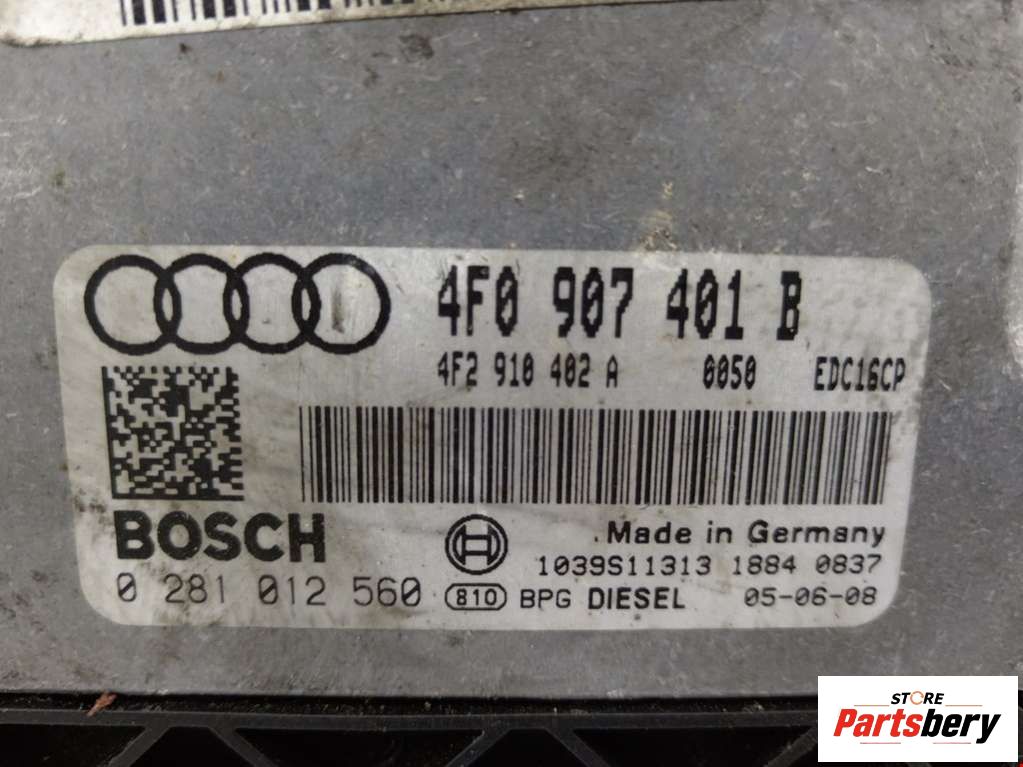 4F0 907 401 B
4F2 910 402 A 0050 EDC16CP
BOSCH
Made in Germany
1039S11313 1884 0837
0 281 012 560 810 BPG DIESEL 05-06-08
STORE
Partsbery